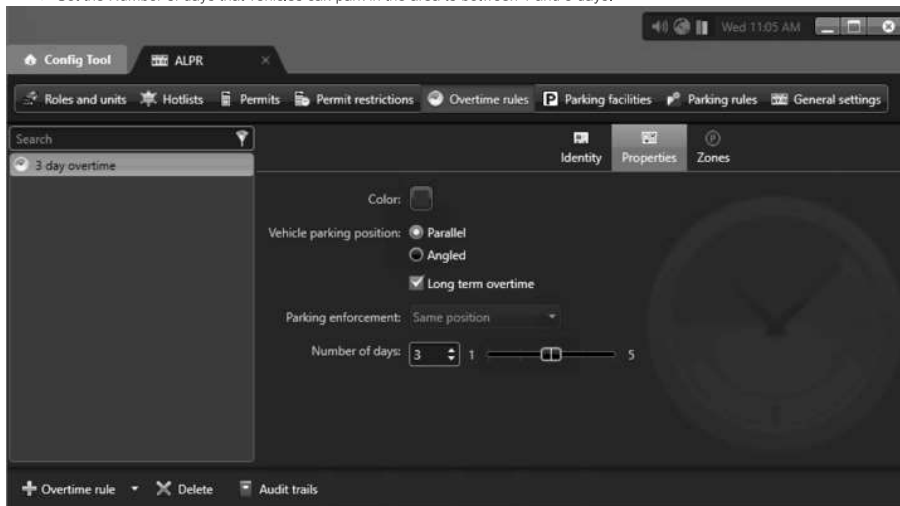 Set the Number of days that vehicles can park in the area to between 1 and 5 days.
Wed 11:05 AM
Config Tool ALPR
Roles and units Hotlists Permits Permit restrictions Overtime rules Parking facilities Parking rules General settings
Search
Identity Properties Zones
3 day overtime
Color:
Vehicle parking position: Parallel
Angled
Long term overtime
Parking enforcement: Same position
Number of days: 3 1 5
Overtime rule Delete Audit trails